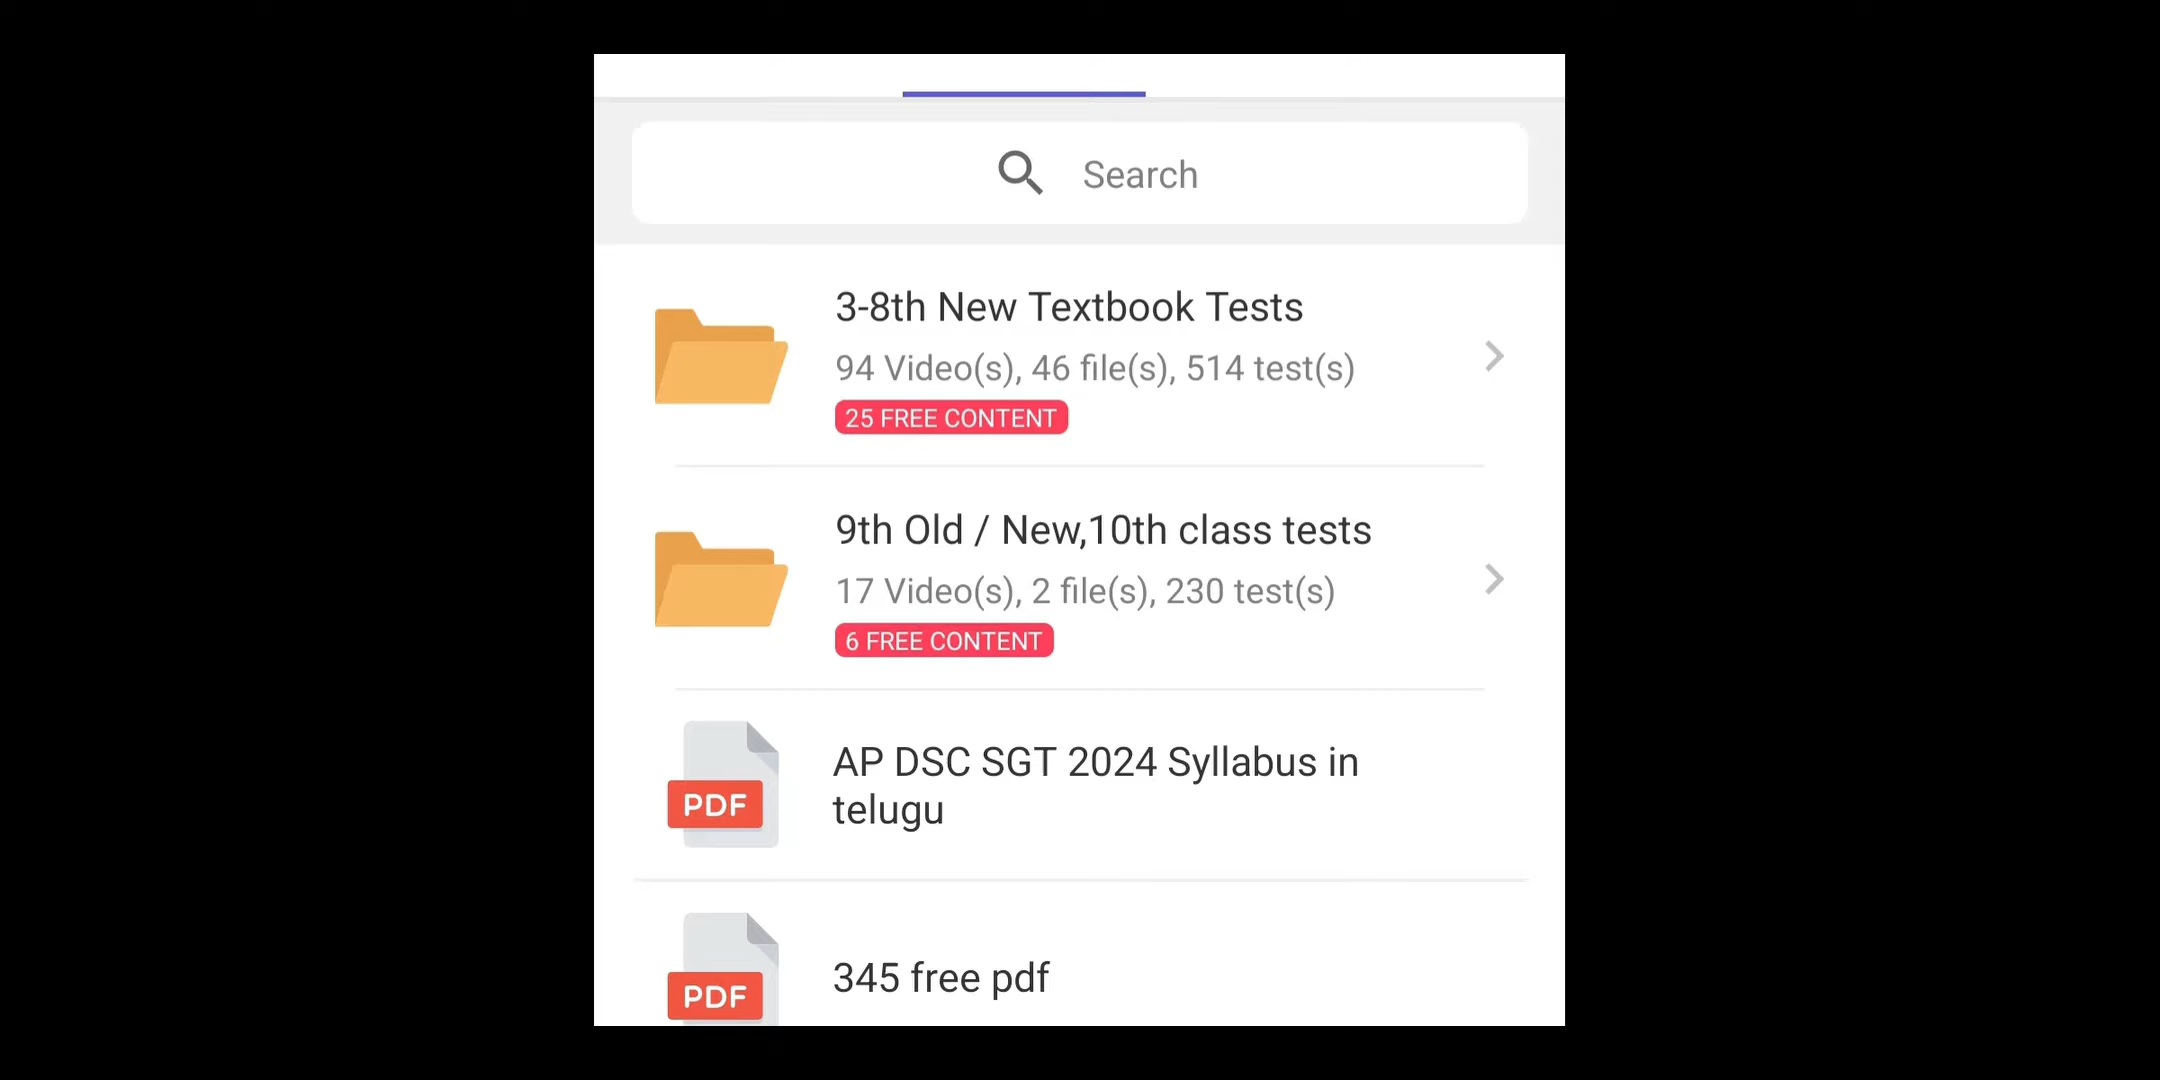 Search
3-8th New Textbook Tests
94 Video(s), 46 file(s), 514 test(s)
25 FREE CONTENT
9th Old / New,10th class tests
17 Video(s), 2 file(s), 230 test(s)
6 FREE CONTENT
PDF
AP DSC SGT 2024 Syllabus in
telugu
PDF
345 free pdf